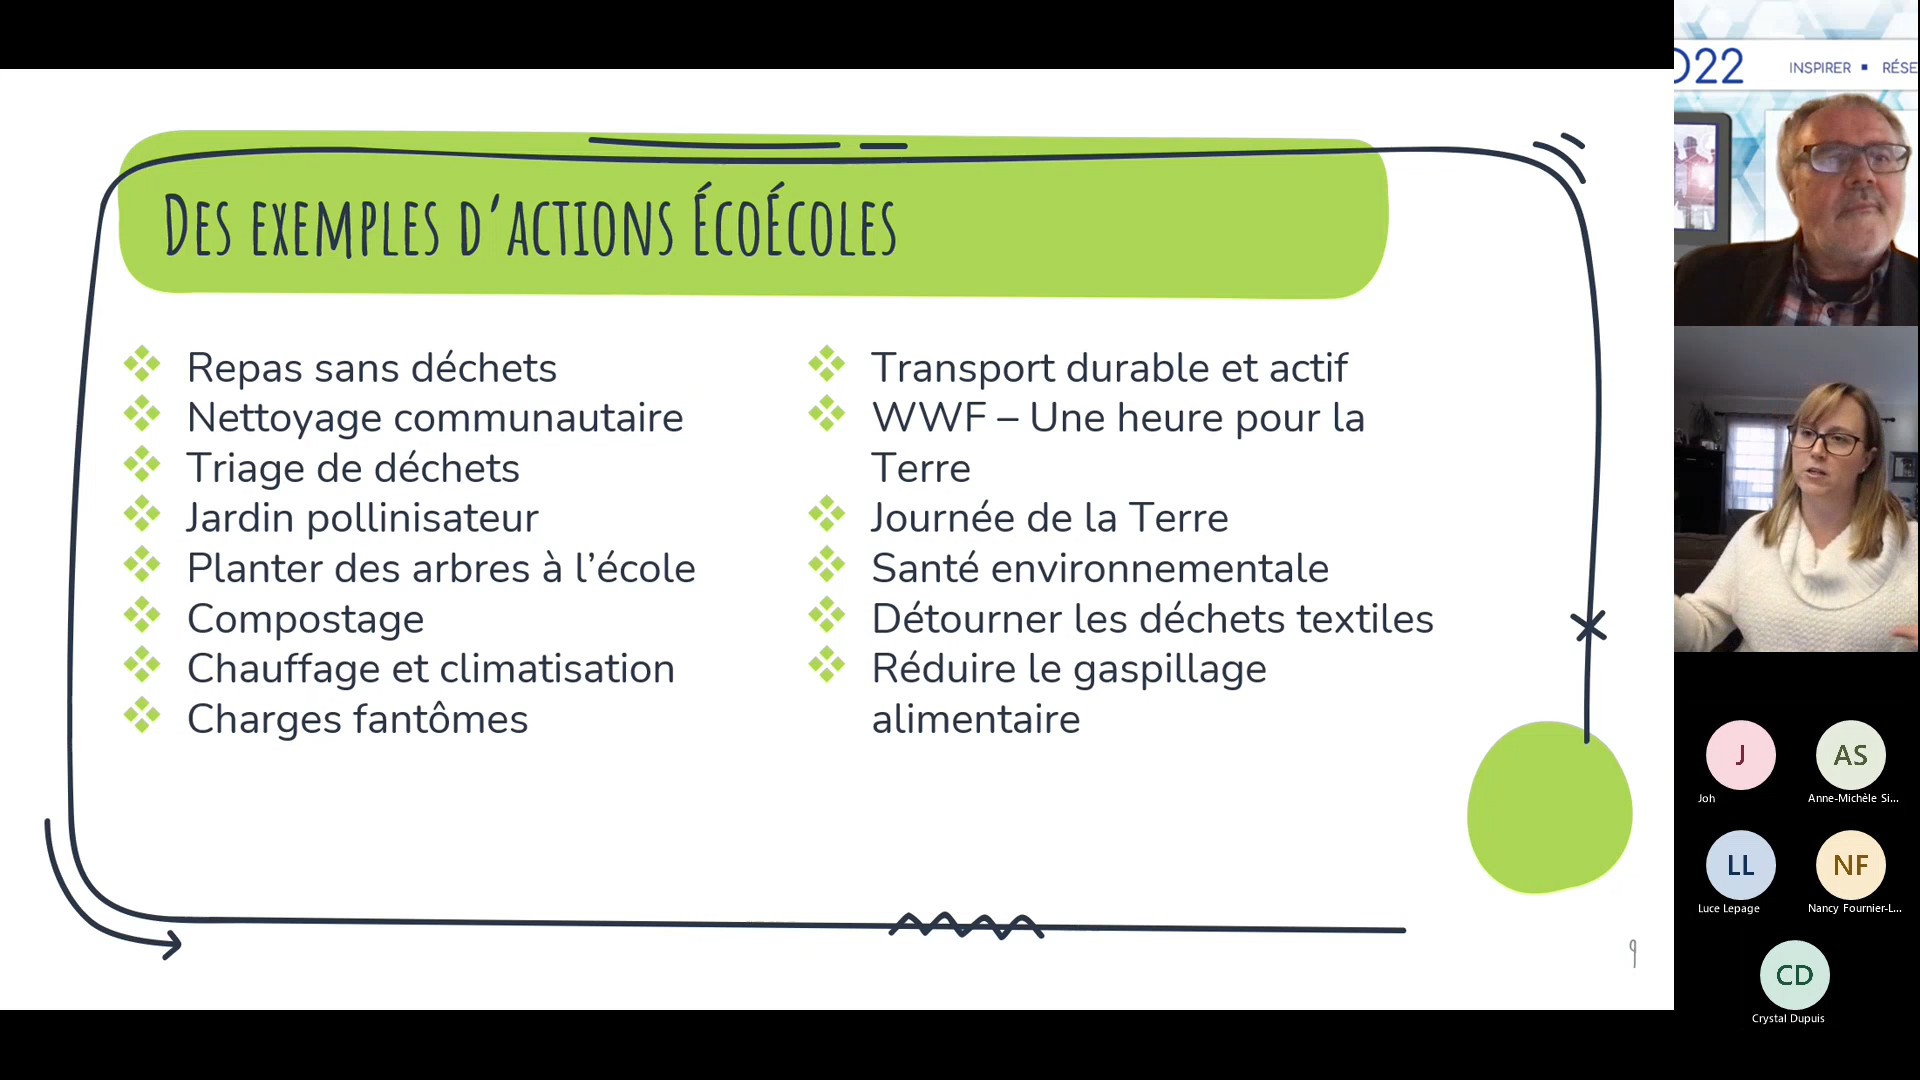 Des exemples d'actions ÉcoÉcoles
Repas sans déchets
Nettoyage communautaire
Triage de déchets
Jardin pollinisateur
Planter des arbres à l'école
Compostage
Chauffage et climatisation
Charges fantômes
Transport durable et actif
WWF – Une heure pour la
Terre
Journée de la Terre
Santé environnementale
Détourner les déchets textiles
Réduire le gaspillage
alimentaire
9
022 INSPIRER ▪ RÉSE
J
Joh
AS
Anne-Michèle Si...
LL
Luce Lepage
NF
Nancy Fournier-L...
CD
Crystal Dupuis